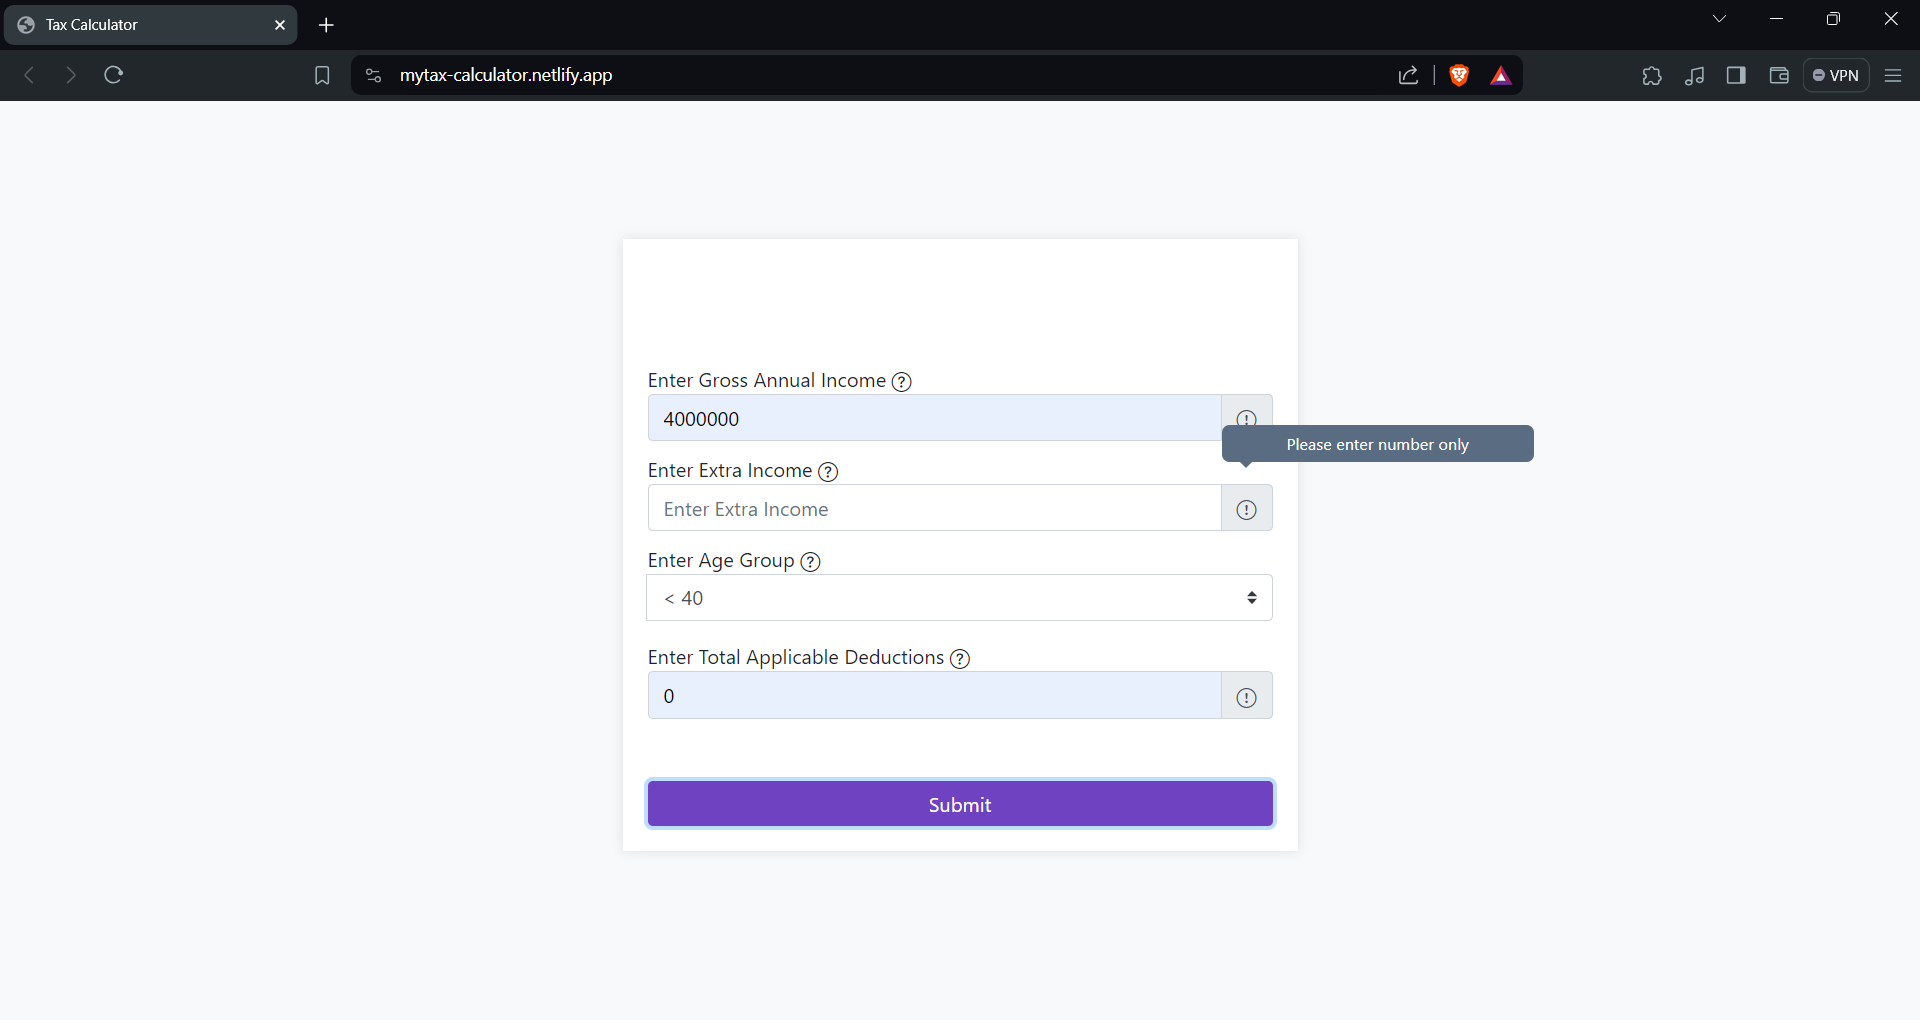 Tax Calculator
mytax-calculator.netlify.app
VPN
Enter Gross Annual Income
4000000
Please enter number only
Enter Extra Income
Enter Extra Income
Enter Age Group
< 40
Enter Total Applicable Deductions
0
Submit